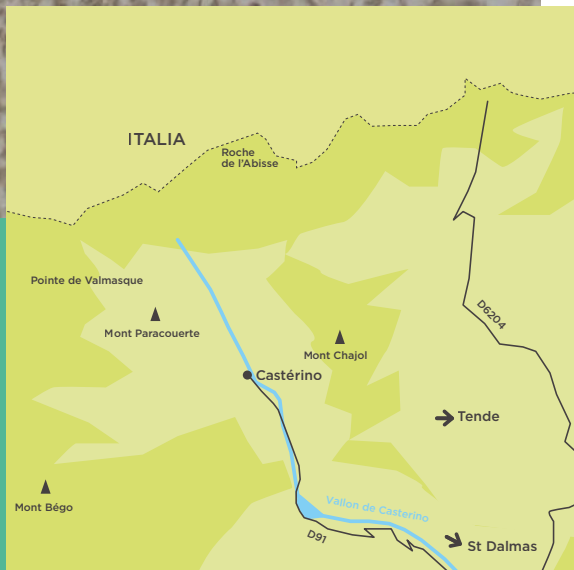 ITALIA
Roche
de l'Abisse
Pointe de Valmasque
Mont Paracouerte
D6204
Mont Chajol
Castérino
Tende
Mont Bégo
Vallon de Casterino
D91
St Dalmas